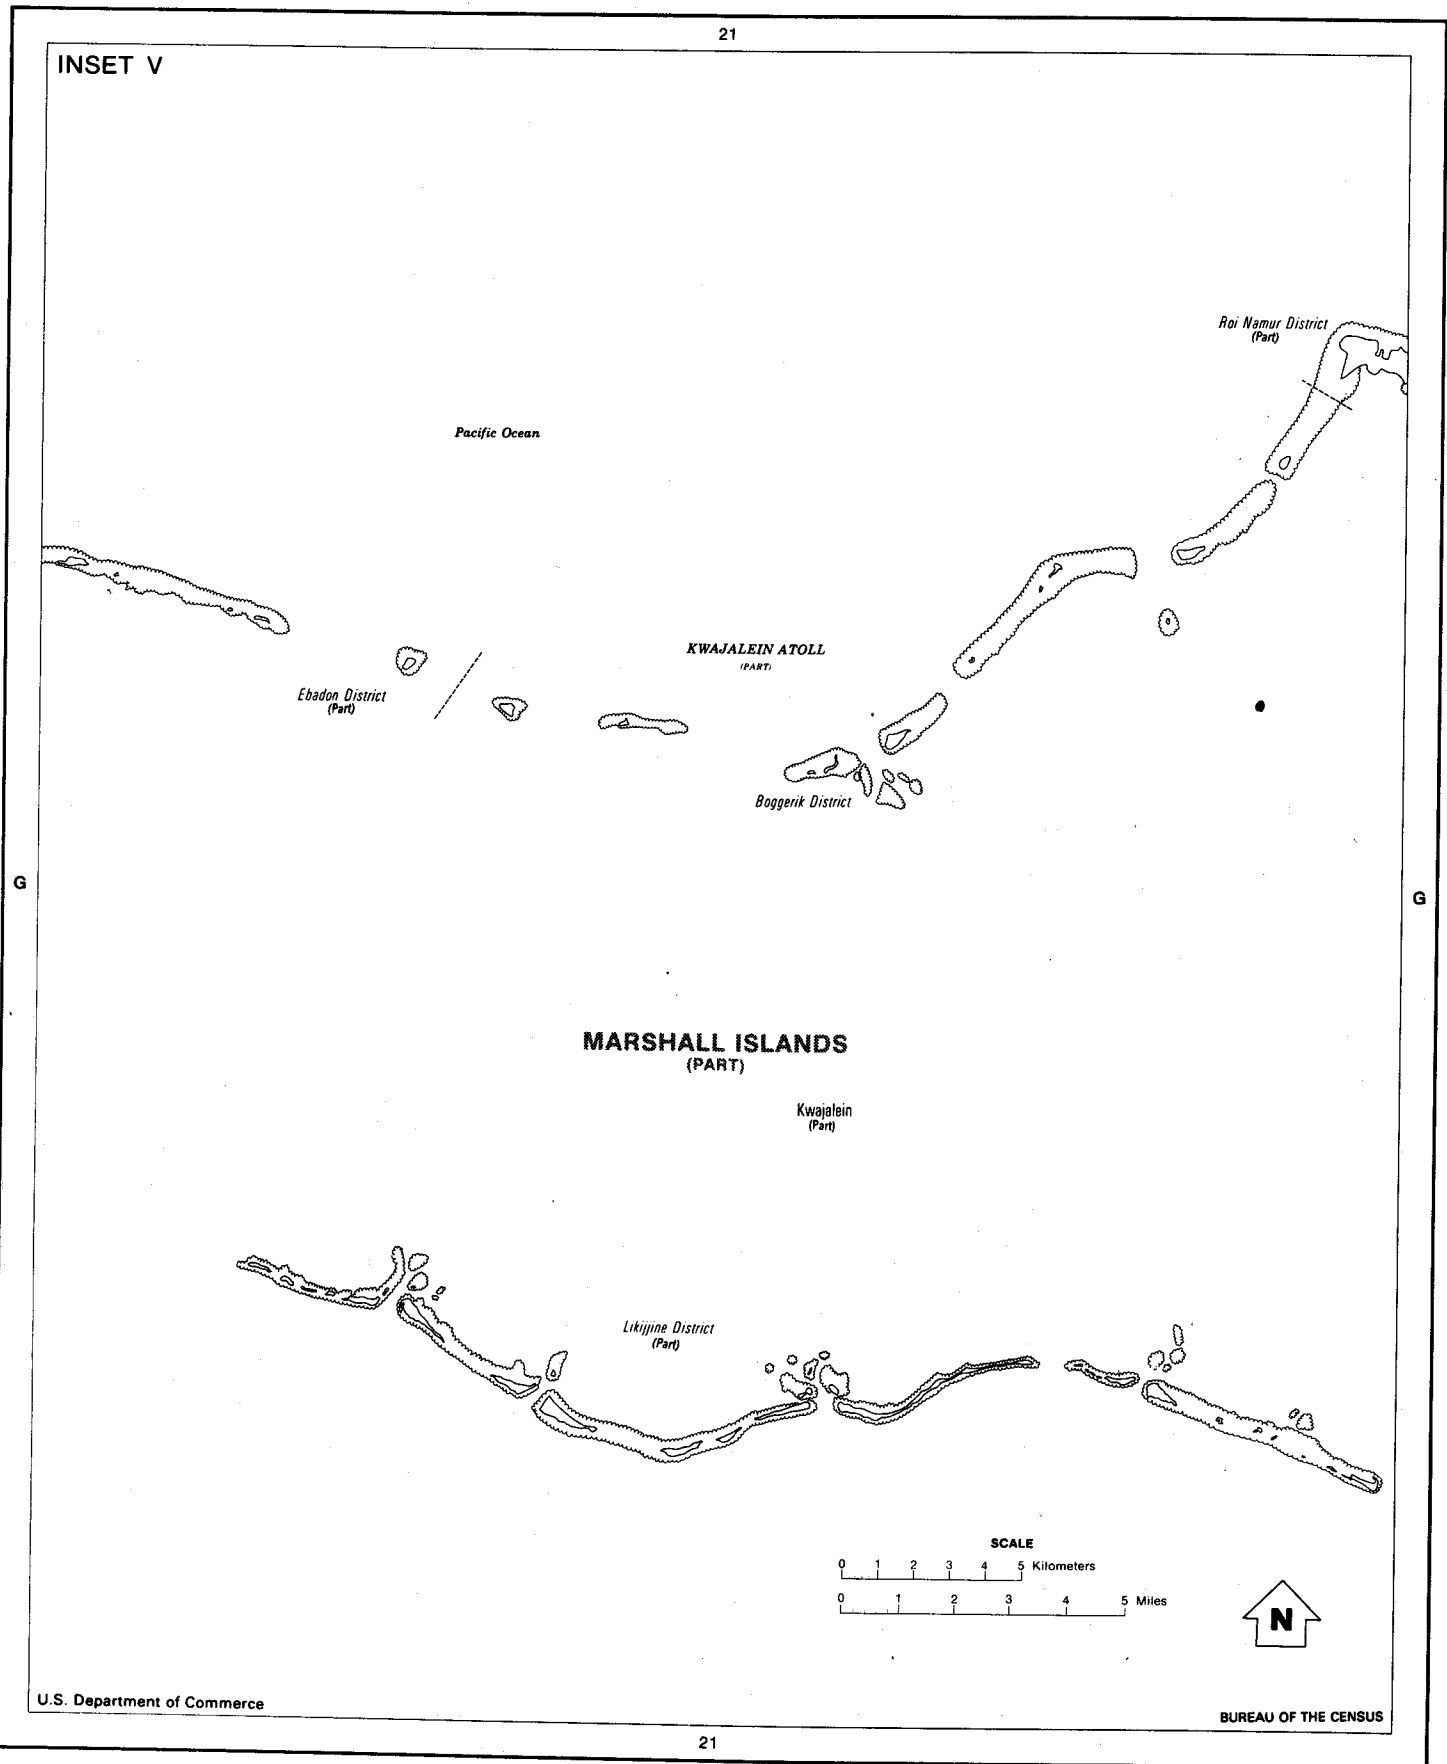 21
INSET V
Roi Namur District
(Part)
Pacific Ocean
KWAJALEIN ATOLL
(PART)
Ebadon District
(Part)
Boggerik District
G
G
MARSHALL ISLANDS
(PART)
Kwajalein
(Part)
Likijjine District
(Part)
SCALE
0 1 2 3 4 5 Kilometers
0 1 2 3 4 5 Miles
N
U.S. Department of Commerce
BUREAU OF THE CENSUS
21